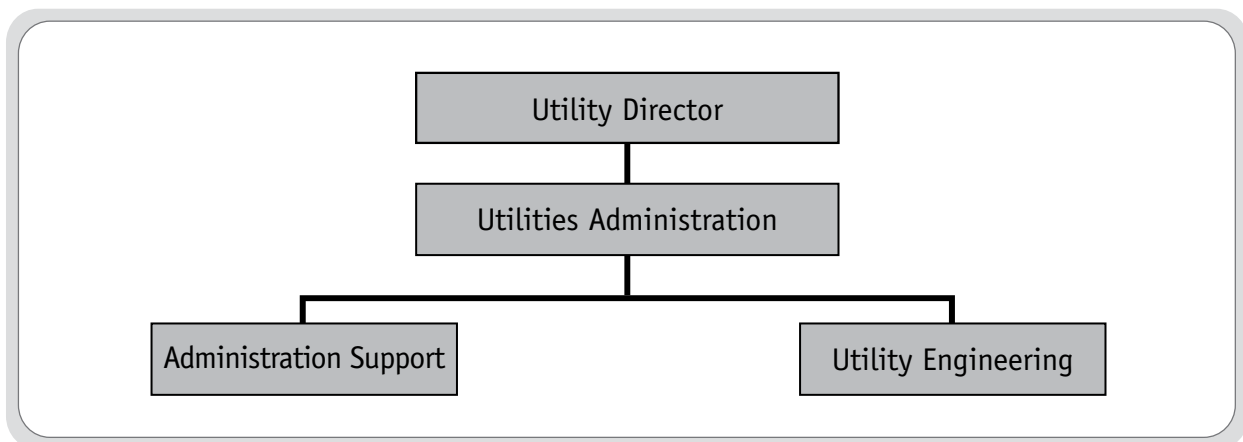 Utility Director
Utilities Administration
Administration Support
Utility Engineering